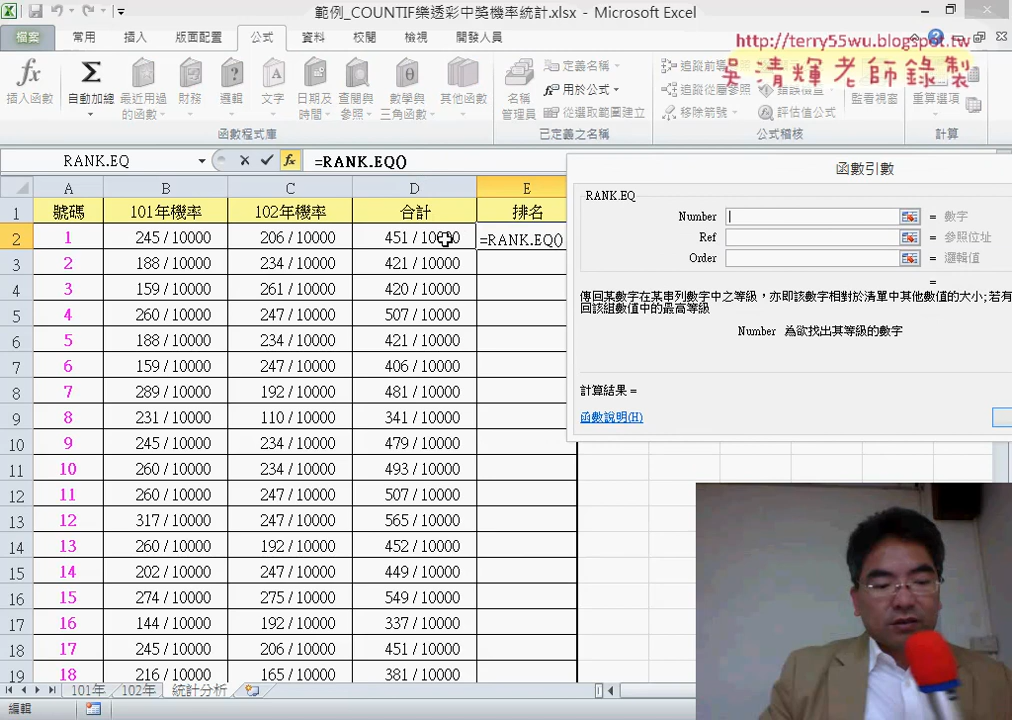 範例_COUNTIF樂透彩中獎機率統計.xlsx - Microsoft Excel
檔案 常用 插入 版面配置 公式 資料 校閱 檢視 開發人員
http://terry55wu.blogspot.tw
吳清輝老師錄製
插入函數 自動加總 最近用過的函數 財務 邏輯 文字 日期及時間 查閱與參照 數學與三角函數 其他函數
函數程式庫
名稱管理員 定義名稱 用於公式 從選取範圍建立
已定義之名稱
追蹤前 追蹤從屬參照 移除箭號 評估值公式
公式稽核
監看視窗 重算選項
計算
RANK.EQ =RANK.EQ()
A B C D E
1 號碼 101年機率 102年機率 合計 排名
2 1 245 / 10000 206 / 10000 451 / 10000 =RANK.EQ()
3 2 188 / 10000 234 / 10000 421 / 10000
4 3 159 / 10000 261 / 10000 420 / 10000
5 4 260 / 10000 247 / 10000 507 / 10000
6 5 188 / 10000 234 / 10000 421 / 10000
7 6 159 / 10000 247 / 10000 406 / 10000
8 7 289 / 10000 192 / 10000 481 / 10000
9 8 231 / 10000 110 / 10000 341 / 10000
10 9 245 / 10000 234 / 10000 479 / 10000
11 10 260 / 10000 234 / 10000 493 / 10000
12 11 260 / 10000 247 / 10000 507 / 10000
13 12 317 / 10000 247 / 10000 565 / 10000
14 13 260 / 10000 192 / 10000 452 / 10000
15 14 202 / 10000 247 / 10000 449 / 10000
16 15 274 / 10000 275 / 10000 549 / 10000
17 16 144 / 10000 192 / 10000 337 / 10000
18 17 245 / 10000 206 / 10000 451 / 10000
19 18 216 / 10000 165 / 10000 381 / 10000
函數引數
RANK.EQ
Number = 數字
Ref = 參照位址
Order = 邏輯值
=
傳回某數字在某串列數字中之等級，亦即該數字相對於清單中其他數值的大小;若有
回該組數值中的最高等級
Number 為欲找出其等級的數字
計算結果 =
函數說明(H)
101年 102年 統計分析
編輯